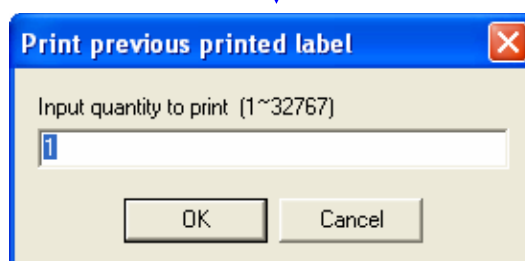 Print previous printed label
Input quantity to print (1~32767)
1
OK Cancel